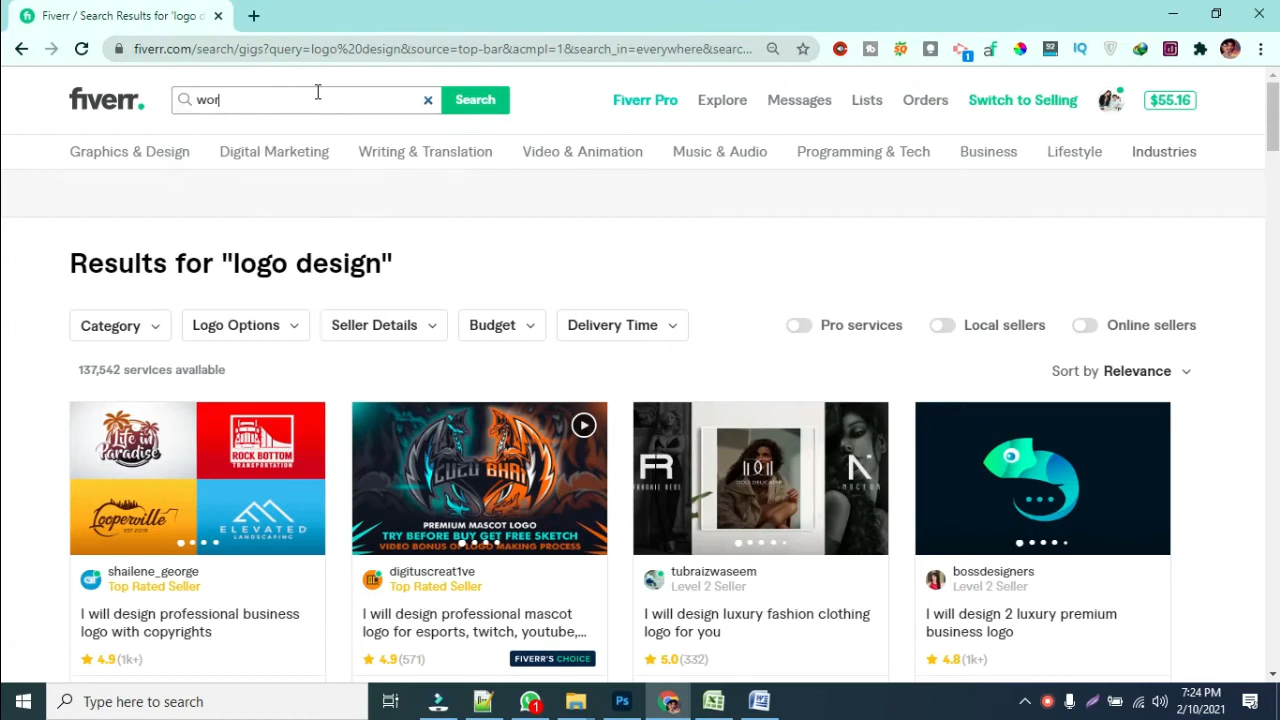 Fiverr / Search Results for 'logo d
fiverr.com/search/gigs?query=logo%20design&source=top-bar&acmpl=1&search_in=everywhere&searc...
1
92
IQ
fiverr.
wor
Search
Fiverr Pro
Explore
Messages
Lists
Orders
Switch to Selling
$55.16
Graphics & Design
Digital Marketing
Writing & Translation
Video & Animation
Music & Audio
Programming & Tech
Business
Lifestyle
Industries
Results for "logo design"
Category
Logo Options
Seller Details
Budget
Delivery Time
Pro services
Local sellers
Online sellers
137,542 services available
Sort by Relevance
Life in
Paradise
ROCK BOTTOM
TRANSPORTATION
Looperville
ELEVATED
LANDSCAPING
COCO BHAI
PREMIUM MASCOT LOGO
TRY BEFORE BUY GET FREE SKETCH
VIDEO BONUS OF LOGO MAKING PROCESS
shailene_george
Top Rated Seller
I will design professional business
logo with copyrights
4.9(1k+)
digituscreat1ve
Top Rated Seller
I will design professional mascot
logo for esports, twitch, youtube,...
4.9(571)
FIVERR'S CHOICE
tubraizwaseem
Level 2 Seller
I will design luxury fashion clothing
logo for you
5.0(332)
bossdesigners
Level 2 Seller
I will design 2 luxury premium
business logo
4.8(1k+)
Type here to search
1
Ps
7:24 PM
2/10/2021